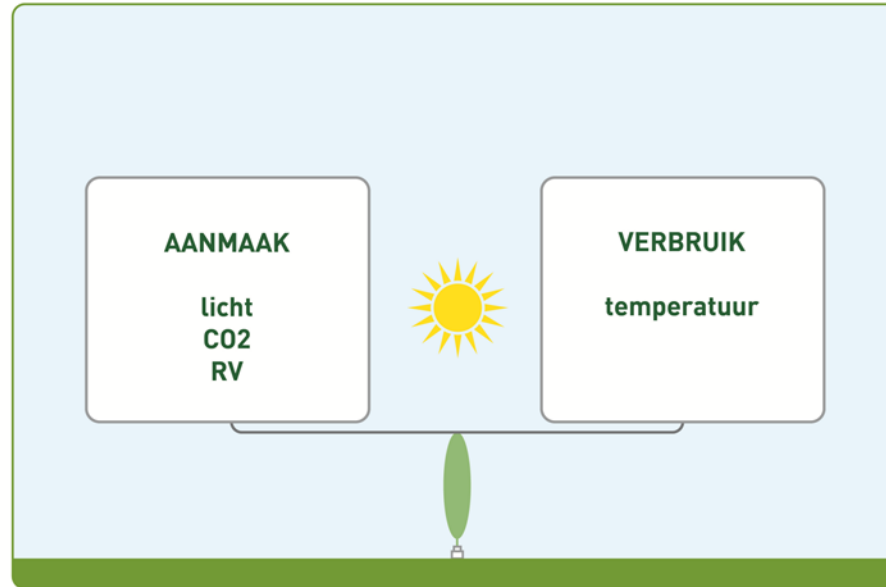 AANMAAK
licht
CO2
RV
VERBRUIK
temperatuur